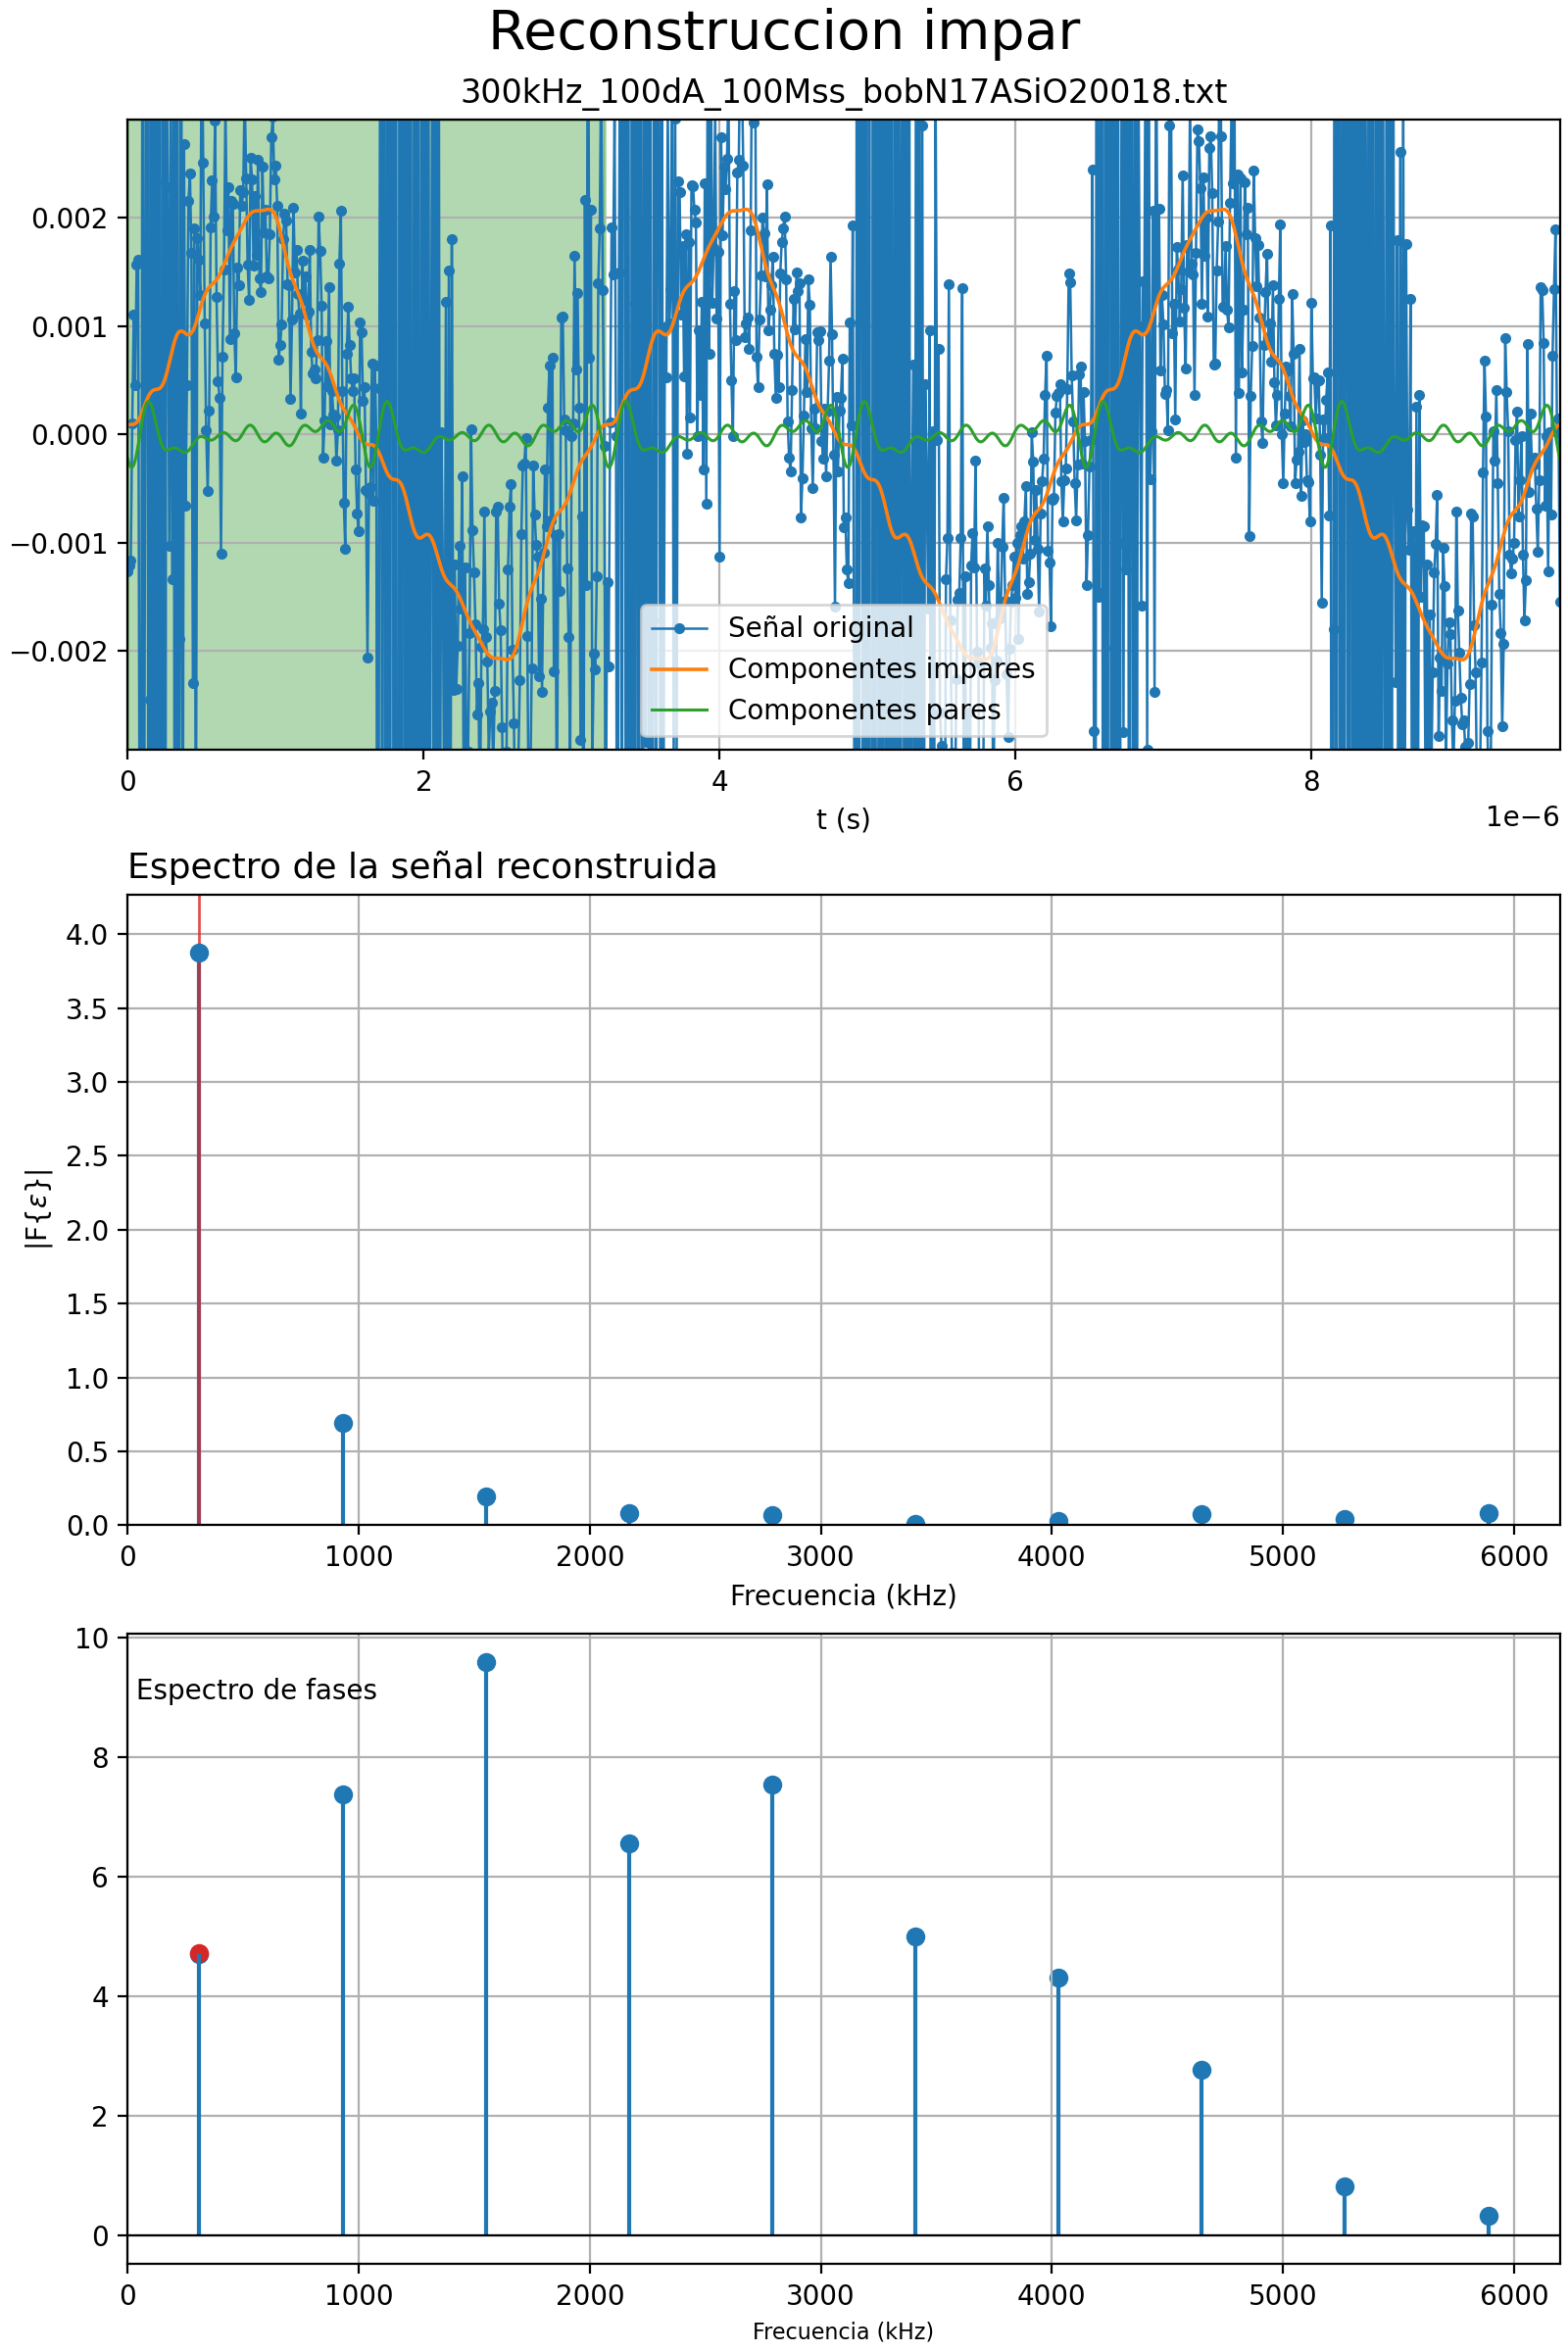 Reconstruccion impar
300kHz_100dA_100Mss_bobN17ASiO20018.txt
0.002
0.001
0.000
−0.001
−0.002
Señal original
Componentes impares
Componentes pares
0 2 4 6 8
t (s)
1e−6
Espectro de la señal reconstruida
4.0
3.5
3.0
2.5
2.0
1.5
1.0
0.5
0.0
|F{ε}|
0 1000 2000 3000 4000 5000 6000
Frecuencia (kHz)
10
8
6
4
2
0
Espectro de fases
0 1000 2000 3000 4000 5000 6000
Frecuencia (kHz)